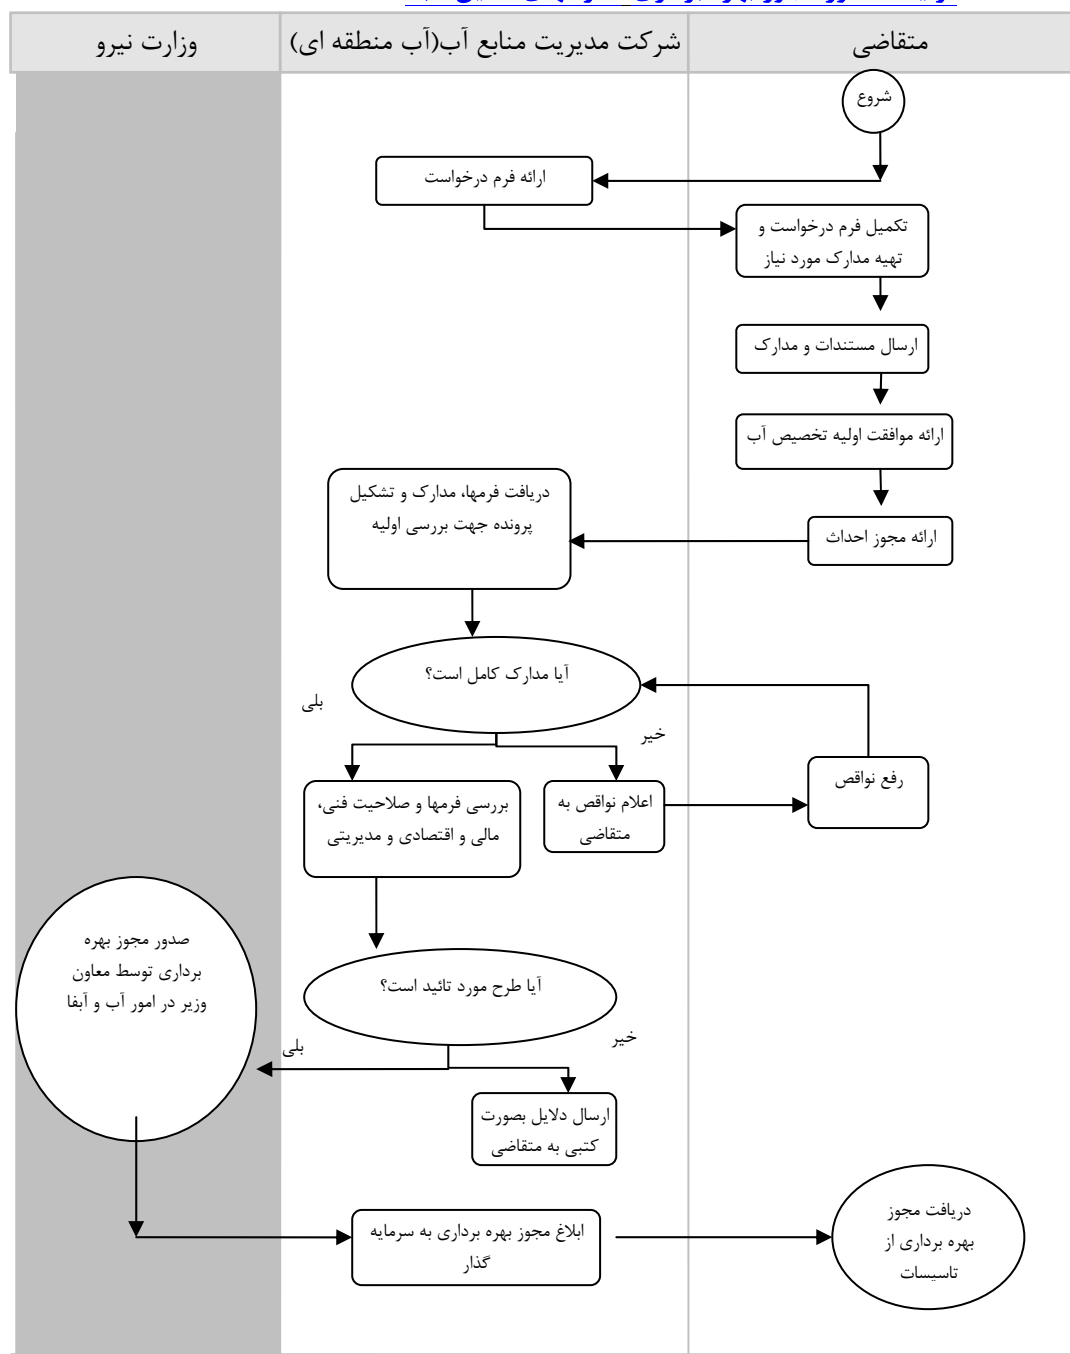 متقاضی
شرکت مدیریت منابع آب(آب منطقه ای)
وزارت نیرو
شروع
ارائه فرم درخواست
تکمیل فرم درخواست و
تهیه مدارک مورد نیاز
ارسال مستندات و مدارک
ارائه موافقت اولیه تخصیص آب
ارائه مجوز احداث
دریافت فرمها، مدارک و تشکیل
پرونده جهت بررسی اولیه
آیا مدارک کامل است؟
بلی
خیر
رفع نواقص
اعلام نواقص به
متقاضی
بررسی فرمها و صلاحیت فنی،
مالی و اقتصادی و مدیریتی
آیا طرح مورد تائید است؟
خیر
بلی
صدور مجوز بهره
برداری توسط معاون
وزیر در امور آب و آبفا
ارسال دلایل بصورت
کتبی به متقاضی
ابلاغ مجوز بهره برداری به سرمایه
گذار
دریافت مجوز
بهره برداری از
تاسیسات